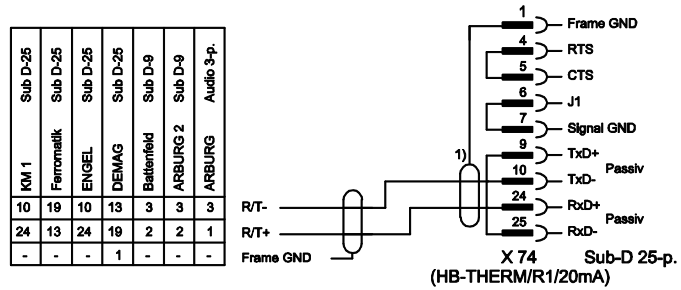 KM 1 Sub D-25
Ferromatik Sub D-25
ENGEL Sub D-25
DEMAG Sub D-25
Battenfeld Sub D-9
ARBURG 2 Sub D-9
ARBURG Audio 3-p.
10 19 10 13 3 3 3
24 13 24 19 2 2 1
- - - 1 - - -
R/T-
R/T+
Frame GND
1)
1 Frame GND
4 RTS
5 CTS
6 J1
7 Signal GND
9 TxD+
Passiv
10 TxD-
24 RxD+
Passiv
25 RxD-
X 74 Sub-D 25-p.
(HB-THERM/R1/20mA)